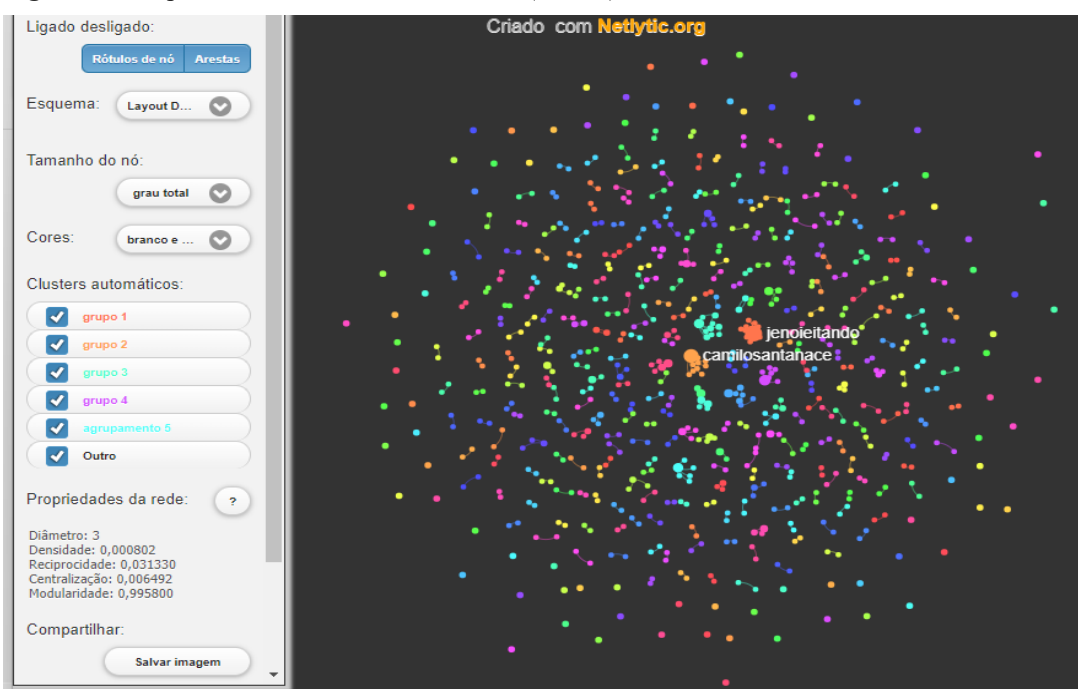 Ligado desligado:
Rótulos de nó Arestas
Esquema: Layout D...
Tamanho do nó:
grau total
Cores: branco e ...
Clusters automáticos:
grupo 1
grupo 2
grupo 3
grupo 4
agrupamento 5
Outro
Propriedades da rede: ?
Diâmetro: 3
Densidade: 0,000802
Reciprocidade: 0,031330
Centralização: 0,006492
Modularidade: 0,995800
Compartilhar:
Salvar imagem
Criado com Netlytic.org
jenoieitando
camilosantanace